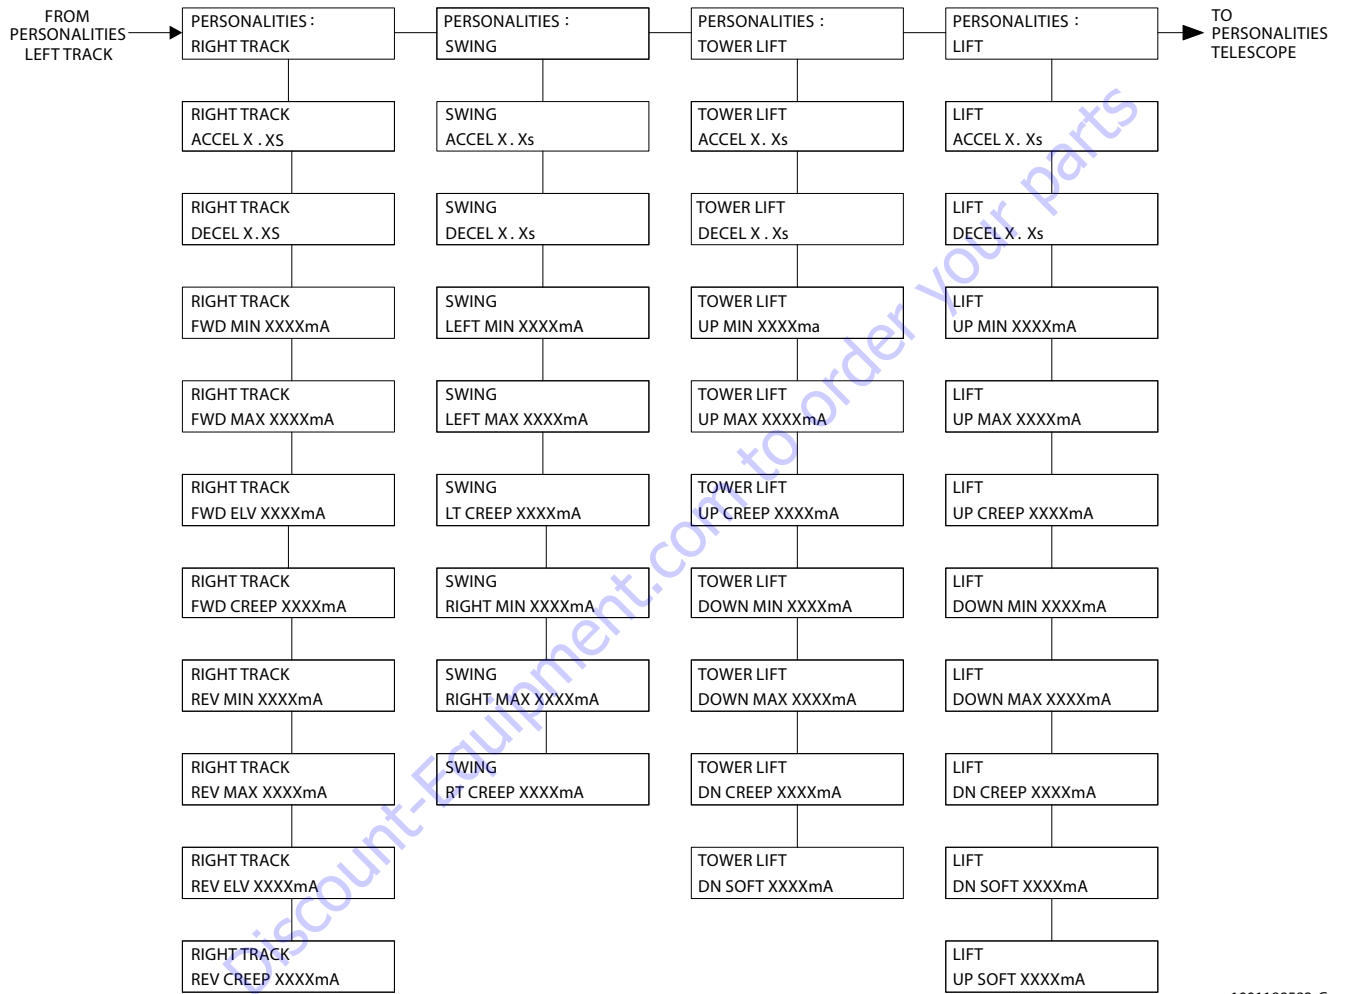 FROM
PERSONALITIES
LEFT TRACK
PERSONALITIES :
RIGHT TRACK
PERSONALITIES :
SWING
PERSONALITIES :
TOWER LIFT
PERSONALITIES :
LIFT
TO
PERSONALITIES
TELESCOPE
RIGHT TRACK
ACCEL X . XS
SWING
ACCEL X . Xs
TOWER LIFT
ACCEL X. Xs
LIFT
ACCEL X. Xs
RIGHT TRACK
DECEL X . XS
SWING
DECEL X . Xs
TOWER LIFT
DECEL X . Xs
LIFT
DECEL X . Xs
RIGHT TRACK
FWD MIN XXXXmA
SWING
LEFT MIN XXXXmA
TOWER LIFT
UP MIN XXXXma
LIFT
UP MIN XXXXmA
RIGHT TRACK
FWD MAX XXXXmA
SWING
LEFT MAX XXXXmA
TOWER LIFT
UP MAX XXXXmA
LIFT
UP MAX XXXXmA
RIGHT TRACK
FWD ELV XXXXmA
SWING
LT CREEP XXXXmA
TOWER LIFT
UP CREEP XXXXmA
LIFT
UP CREEP XXXXmA
RIGHT TRACK
FWD CREEP XXXXmA
SWING
RIGHT MIN XXXXmA
TOWER LIFT
DOWN MIN XXXXmA
LIFT
DOWN MIN XXXXmA
RIGHT TRACK
REV MIN XXXXmA
SWING
RIGHT MAX XXXXmA
TOWER LIFT
DOWN MAX XXXXmA
LIFT
DOWN MAX XXXXmA
RIGHT TRACK
REV MAX XXXXmA
SWING
RT CREEP XXXXmA
TOWER LIFT
DN CREEP XXXXmA
LIFT
DN CREEP XXXXmA
RIGHT TRACK
REV ELV XXXXmA
TOWER LIFT
DN SOFT XXXXmA
LIFT
DN SOFT XXXXmA
RIGHT TRACK
REV CREEP XXXXmA
LIFT
UP SOFT XXXXmA
Discount-Equipment.com to order your parts